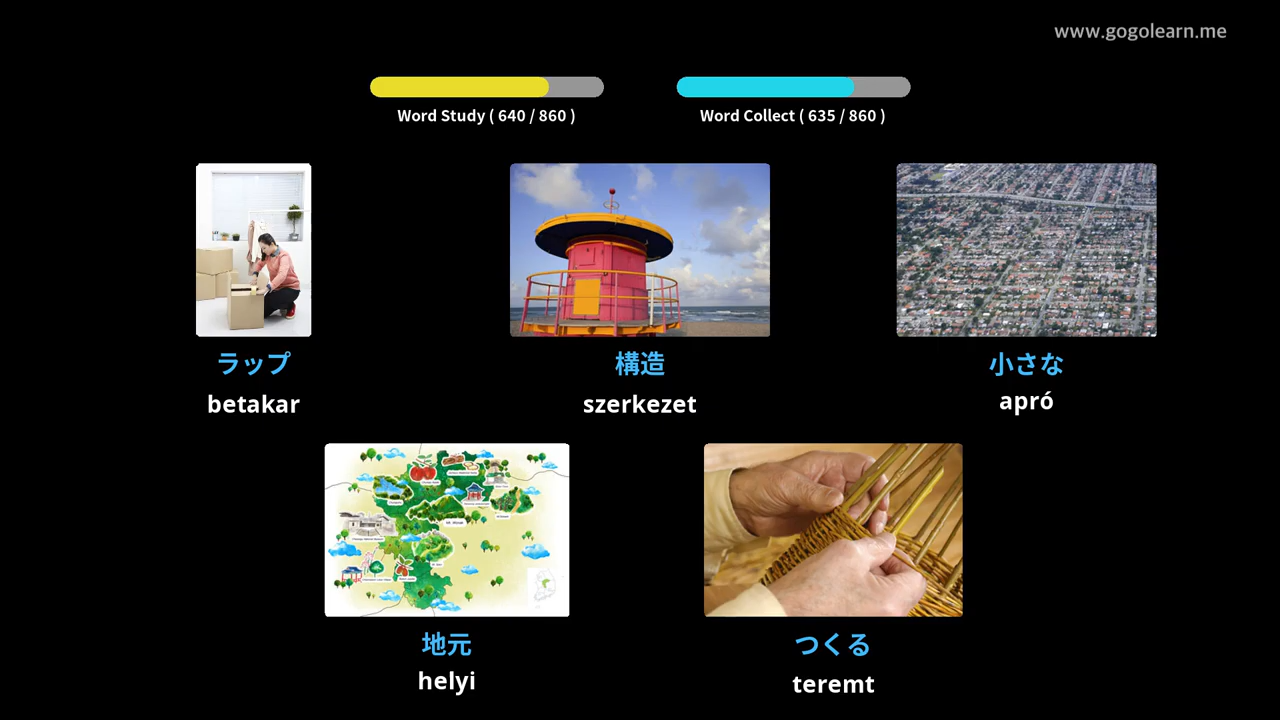 www.gogolearn.me
Word Study ( 640 / 860 )
Word Collect ( 635 / 860 )
ラップ
betakar
構造
szerkezet
小さな
apró
地元
helyi
つくる
teremt